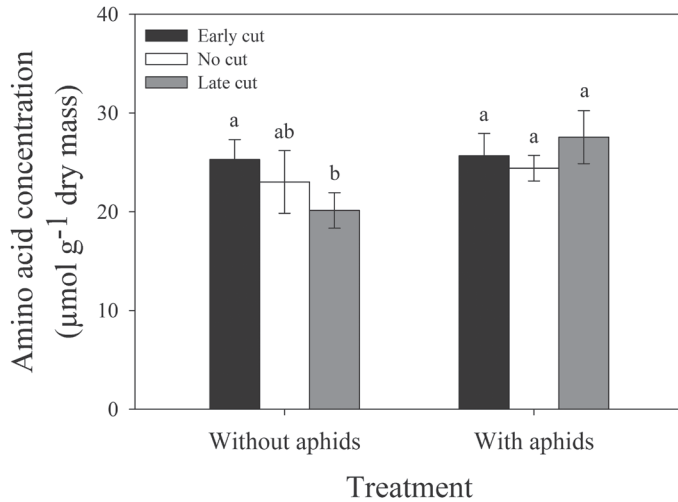 40
30
20
10
0
Amino acid concentration
(µmol g⁻¹ dry mass)
Early cut
No cut
Late cut
a
ab
b
a
a
a
Without aphids
With aphids
Treatment